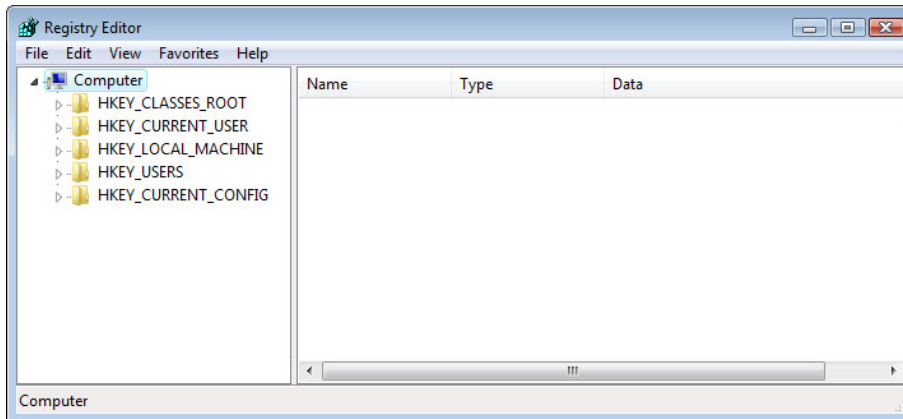 Registry Editor
File Edit View Favorites Help
Computer
HKEY_CLASSES_ROOT
HKEY_CURRENT_USER
HKEY_LOCAL_MACHINE
HKEY_USERS
HKEY_CURRENT_CONFIG
Name Type Data
Computer